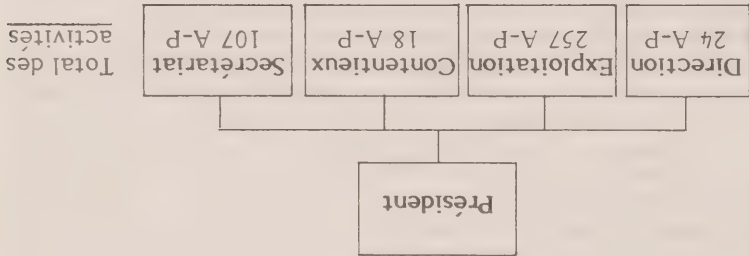 Président
Direction
24 A-P
Exploitation
257 A-P
Contentieux
18 A-P
Secrétariat
107 A-P
Total des
activités